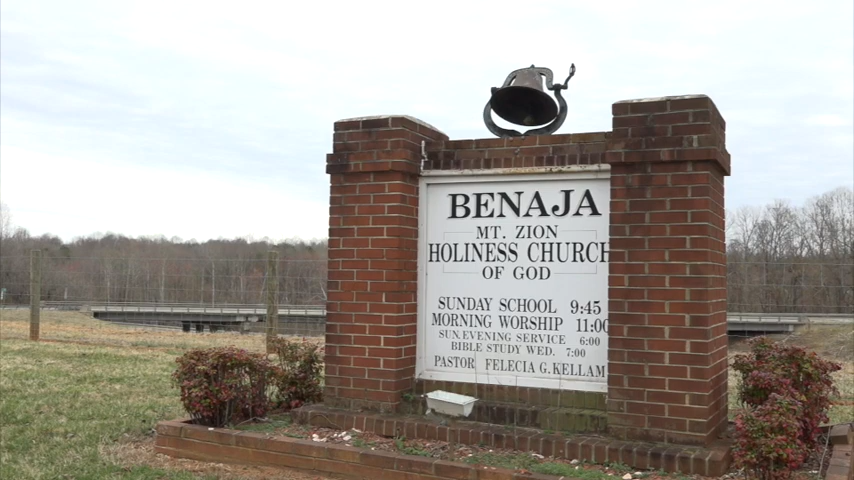 BENAJA
MT. ZION
HOLINESS CHURCH
OF GOD
SUNDAY SCHOOL 9:45
MORNING WORSHIP 11:00
SUN. EVENING SERVICE 6:00
BIBLE STUDY WED. 7:00
PASTOR FELECIA G. KELLAM